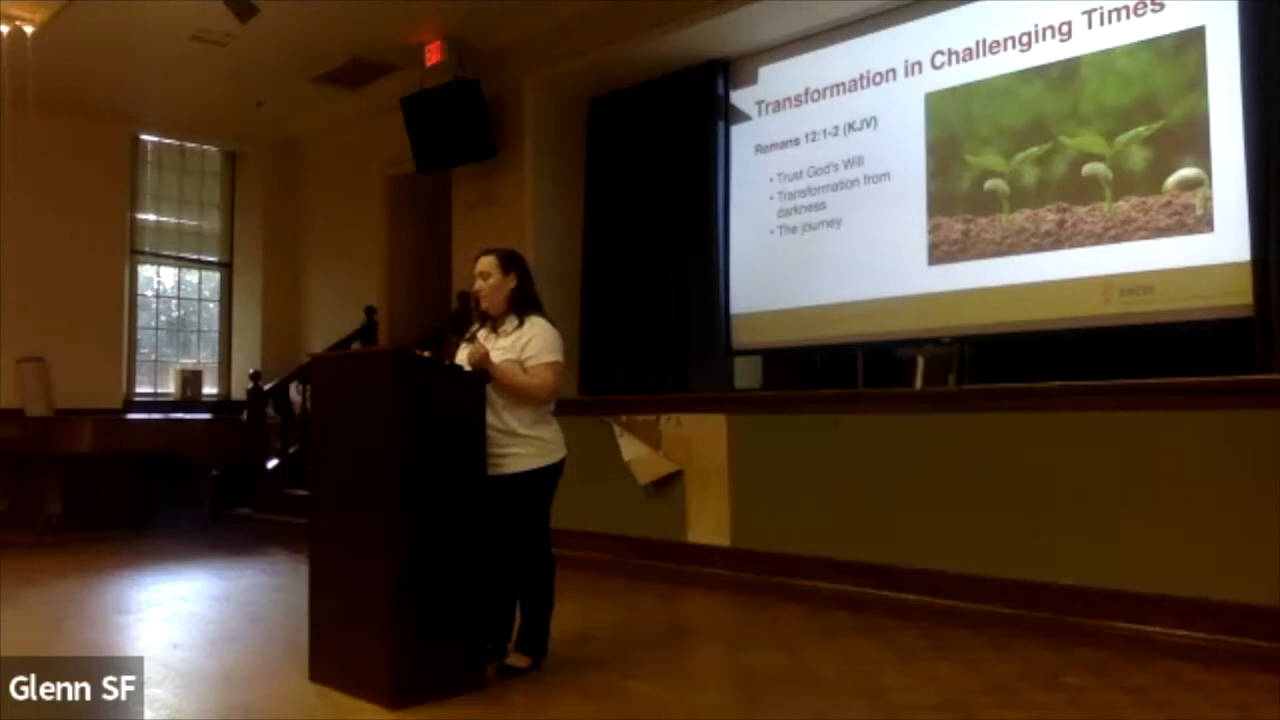 EXIT
Transformation in Challenging Times
Romans 12:1-2 (KJV)
• Trust God's Will
• Transformation from
darkness
• The journey
Glenn SF